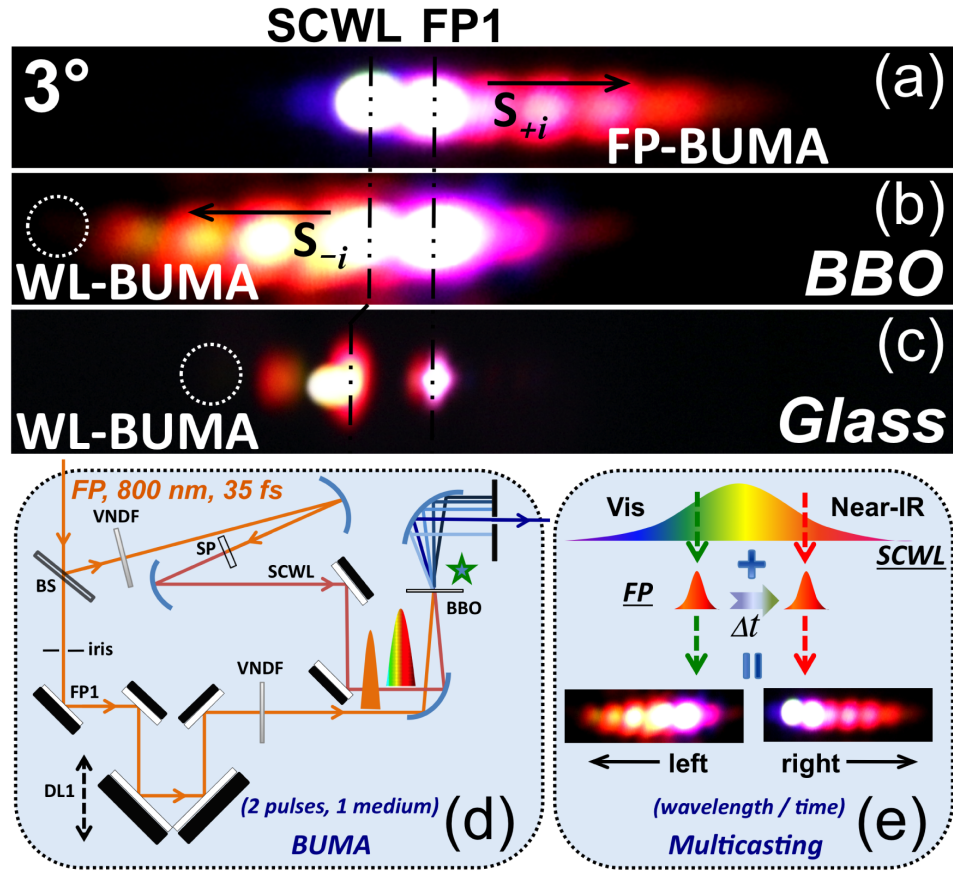 SCWL FP1
3°
(a)
S+i
FP-BUMA
(b)
S−i
WL-BUMA
BBO
(c)
WL-BUMA
Glass
FP, 800 nm, 35 fs
VNDF
SP
BS
SCWL
BBO
iris
FP1
VNDF
DL1
(2 pulses, 1 medium)
BUMA
(d)
Vis
Near-IR
SCWL
FP
Δt
left
right
(wavelength / time)
Multicasting
(e)